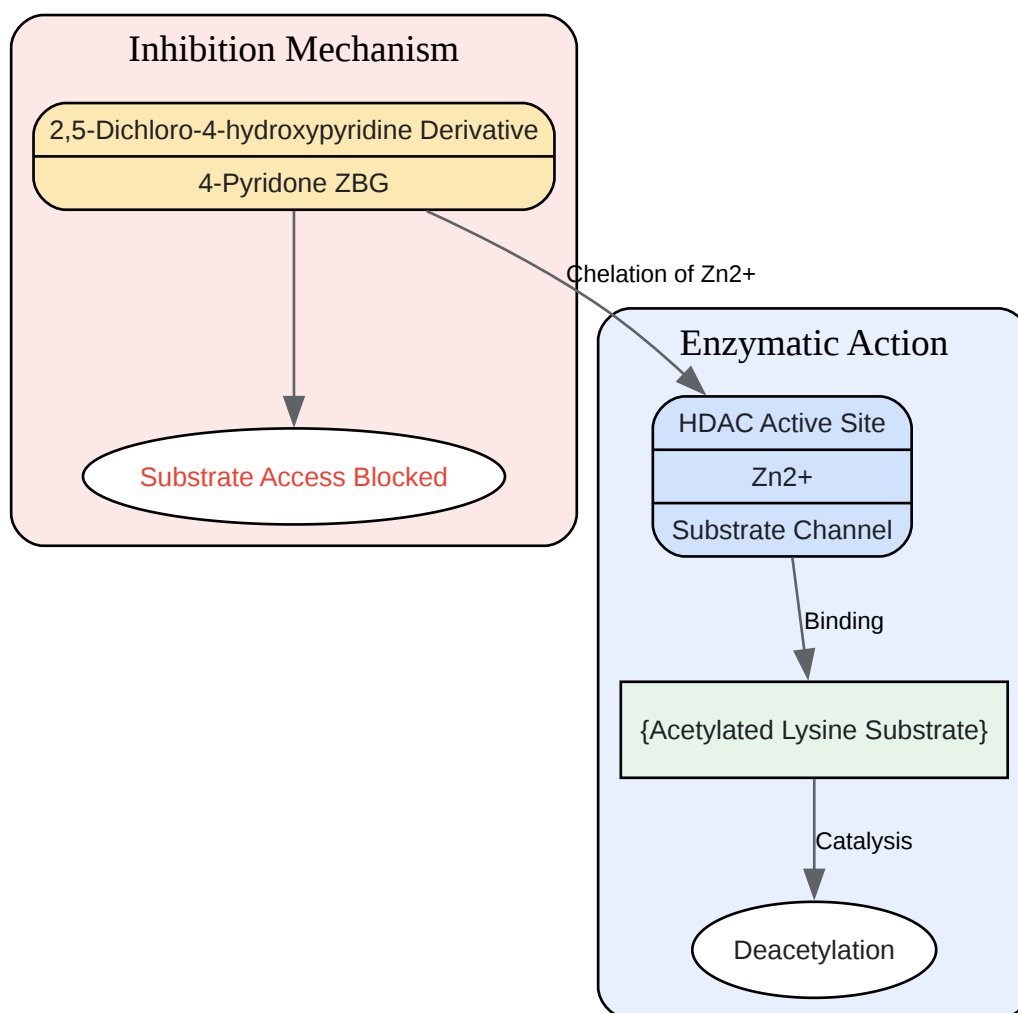 Inhibition Mechanism
2,5-Dichloro-4-hydroxypyridine Derivative
4-Pyridone ZBG
Chelation of Zn2+
Substrate Access Blocked
Enzymatic Action
HDAC Active Site
Zn2+
Substrate Channel
Binding
{Acetylated Lysine Substrate}
Catalysis
Deacetylation